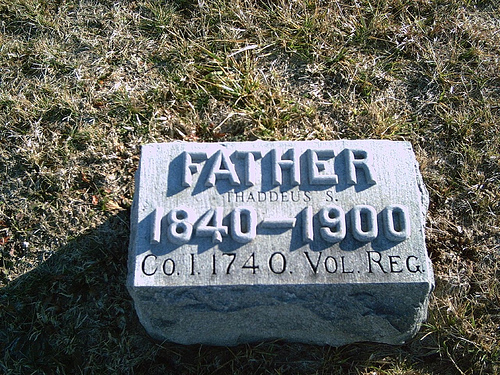 FATHER
THADDEUS S.
1840-1900
Co. I. 174 O. VOL. REG.